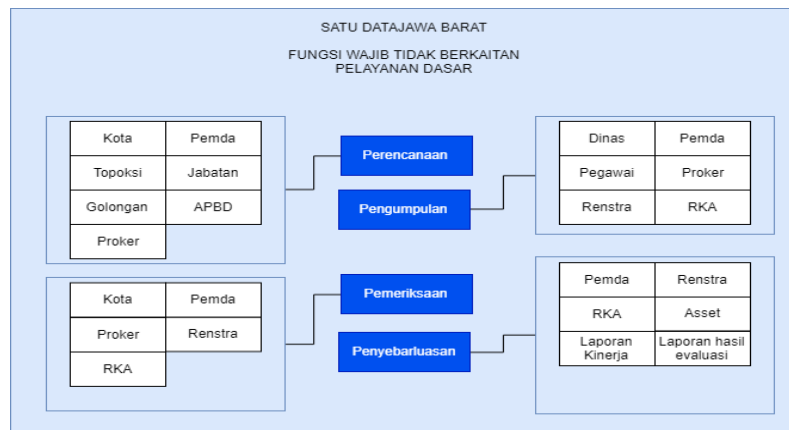 SATU DATAJAWA BARAT
FUNGSI WAJIB TIDAK BERKAITAN
PELAYANAN DASAR
Kota
Pemda
Topoksi
Jabatan
Golongan
APBD
Proker
Perencanaan
Pengumpulan
Dinas
Pemda
Pegawai
Proker
Renstra
RKA
Kota
Pemda
Proker
Renstra
RKA
Pemeriksaan
Penyebarluasan
Pemda
Renstra
RKA
Asset
Laporan
Kinerja
Laporan hasil
evaluasi